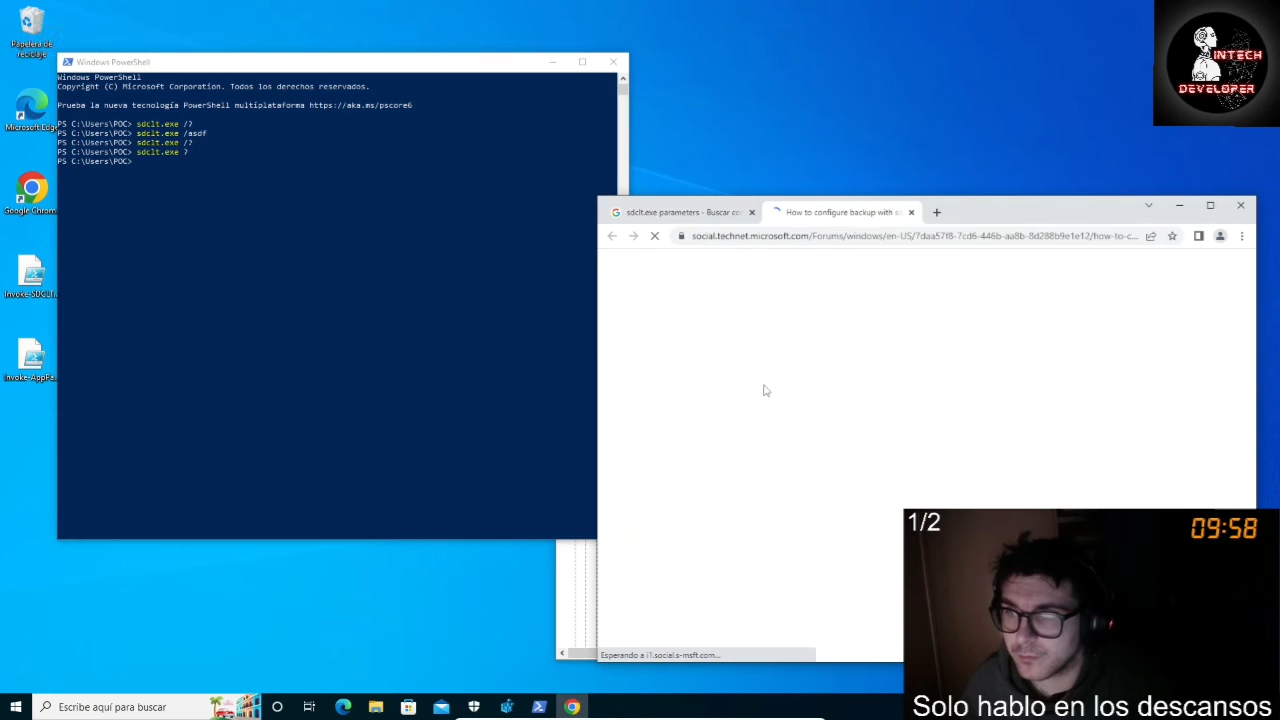 Papelera de
reciclaje
Microsoft Edge
Google Chrom
Invoke-SDCLTl
Invoke-AppPa
Windows PowerShell
Windows PowerShell
Copyright (C) Microsoft Corporation. Todos los derechos reservados.
Prueba la nueva tecnología PowerShell multiplataforma https://aka.ms/pscore6
PS C:\Users\POC> sdclt.exe /?
PS C:\Users\POC> sdclt.exe /asdf
PS C:\Users\POC> sdclt.exe /?
PS C:\Users\POC> sdclt.exe ?
PS C:\Users\POC>
INTECH
DEVELOPER
sdclt.exe parameters - Buscar co
How to configure backup with sd
social.technet.microsoft.com/Forums/windows/en-US/7daa57f8-7cd6-446b-aa8b-8d288b9e1e12/how-to-c...
Esperando a i1.social.s-msft.com...
1/2
09:58
Solo hablo en los descansos
Escribe aquí para buscar